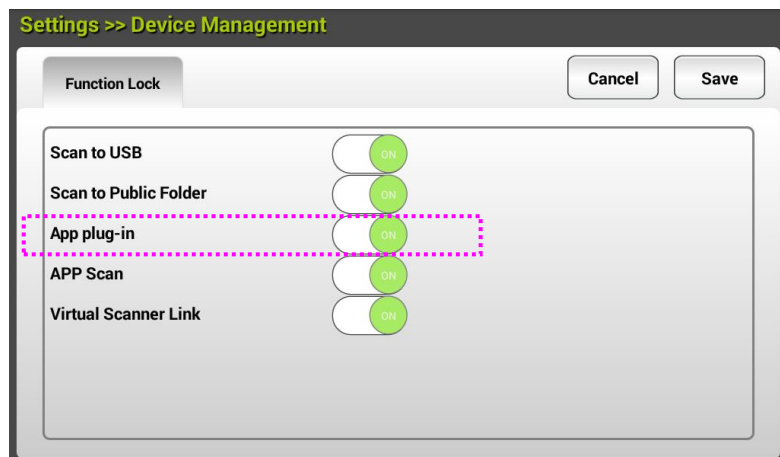 Settings >> Device Management
Function Lock
Cancel
Save
Scan to USB
ON
Scan to Public Folder
ON
App plug-in
ON
APP Scan
ON
Virtual Scanner Link
ON